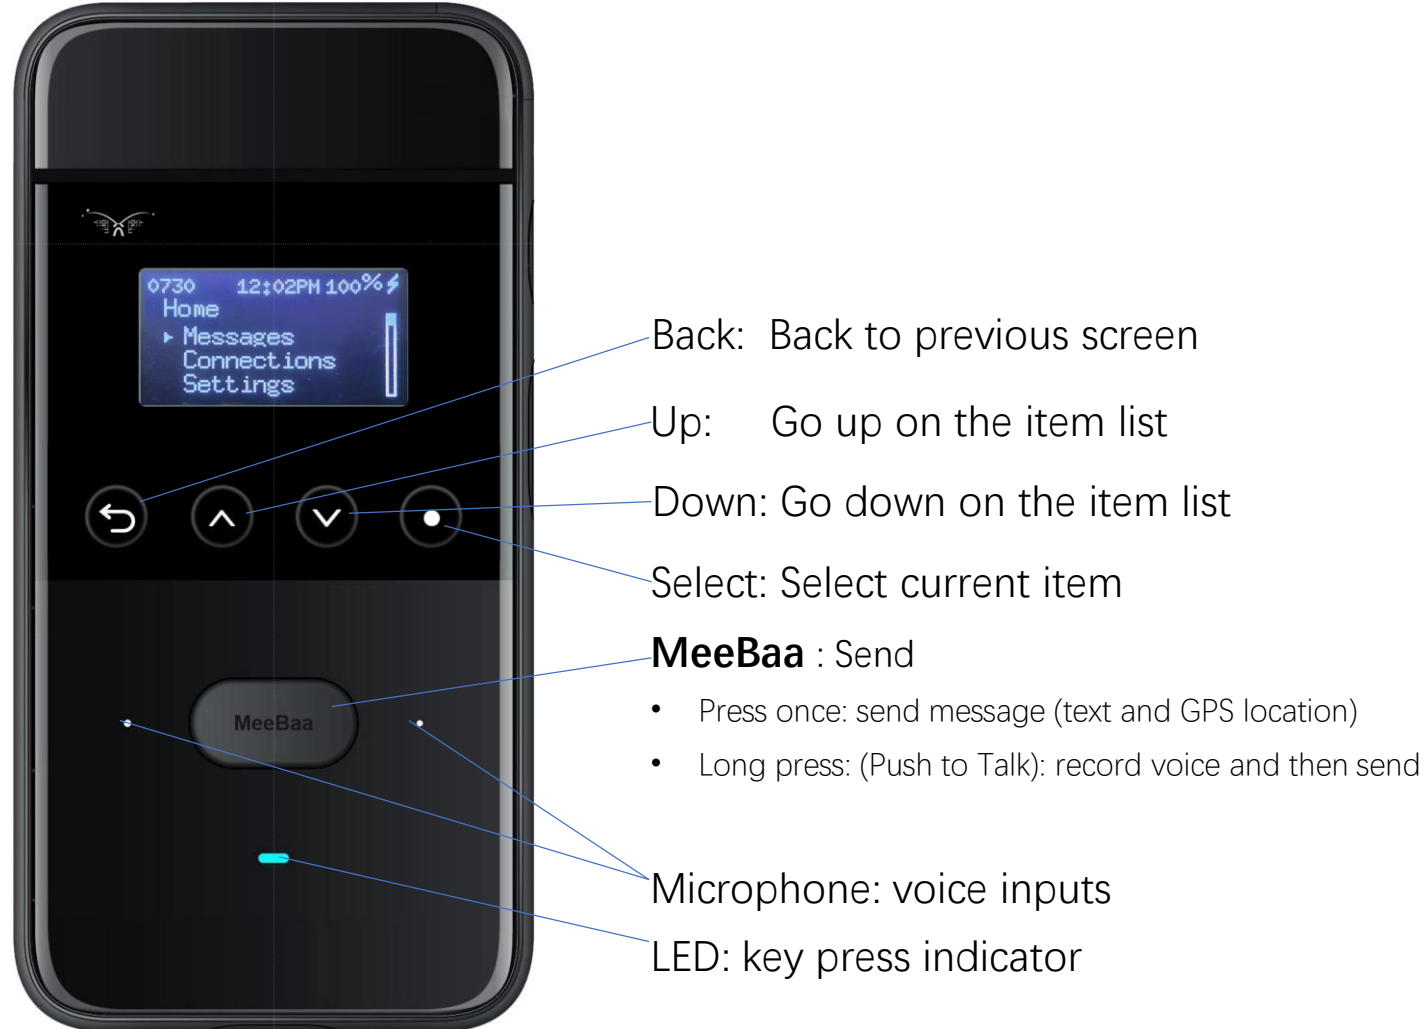 0730 12:02PM 100%
Home
Messages
Connections
Settings
MeeBaa
Back: Back to previous screen
Up: Go up on the item list
Down: Go down on the item list
Select: Select current item
MeeBaa : Send
• Press once: send message (text and GPS location)
• Long press: (Push to Talk): record voice and then send
Microphone: voice inputs
LED: key press indicator